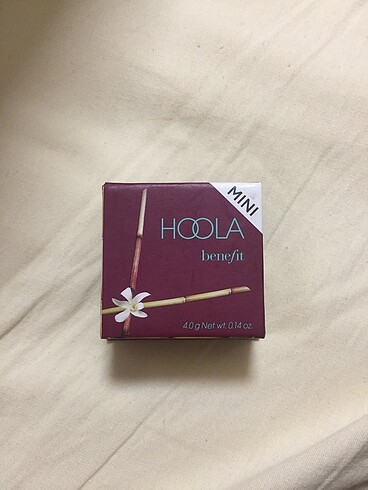 MINI
HOOLA
benefit
4.0 g Net wt. 0.14 oz.